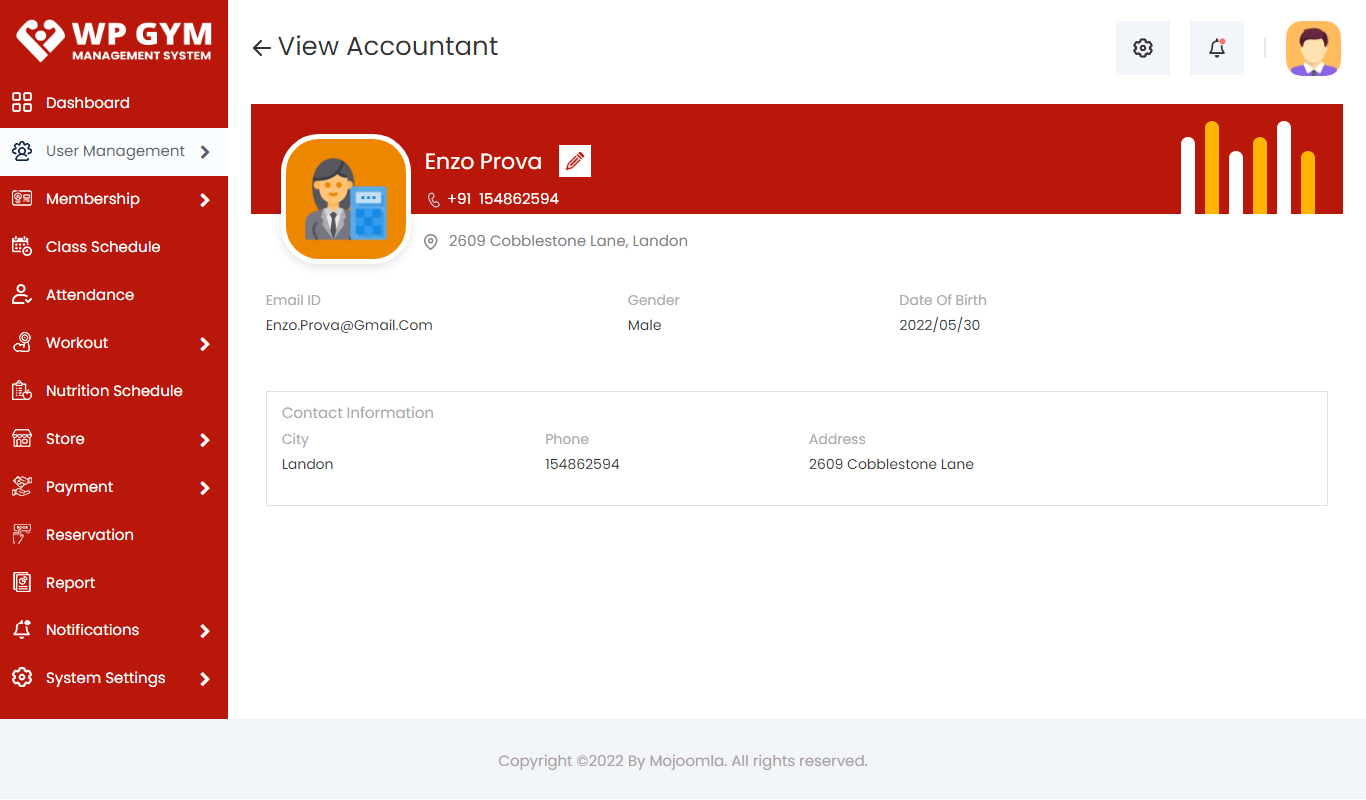 WP GYM
MANAGEMENT SYSTEM
Dashboard
User Management
Membership
Class Schedule
Attendance
Workout
Nutrition Schedule
Store
Payment
Reservation
Report
Notifications
System Settings
View Accountant
Enzo Prova
+91 154862594
2609 Cobblestone Lane, Landon
Email ID Gender Date Of Birth
Enzo.Prova@Gmail.Com Male 2022/05/30
Contact Information
City Phone Address
Landon 154862594 2609 Cobblestone Lane
Copyright ©2022 By Mojoomla. All rights reserved.